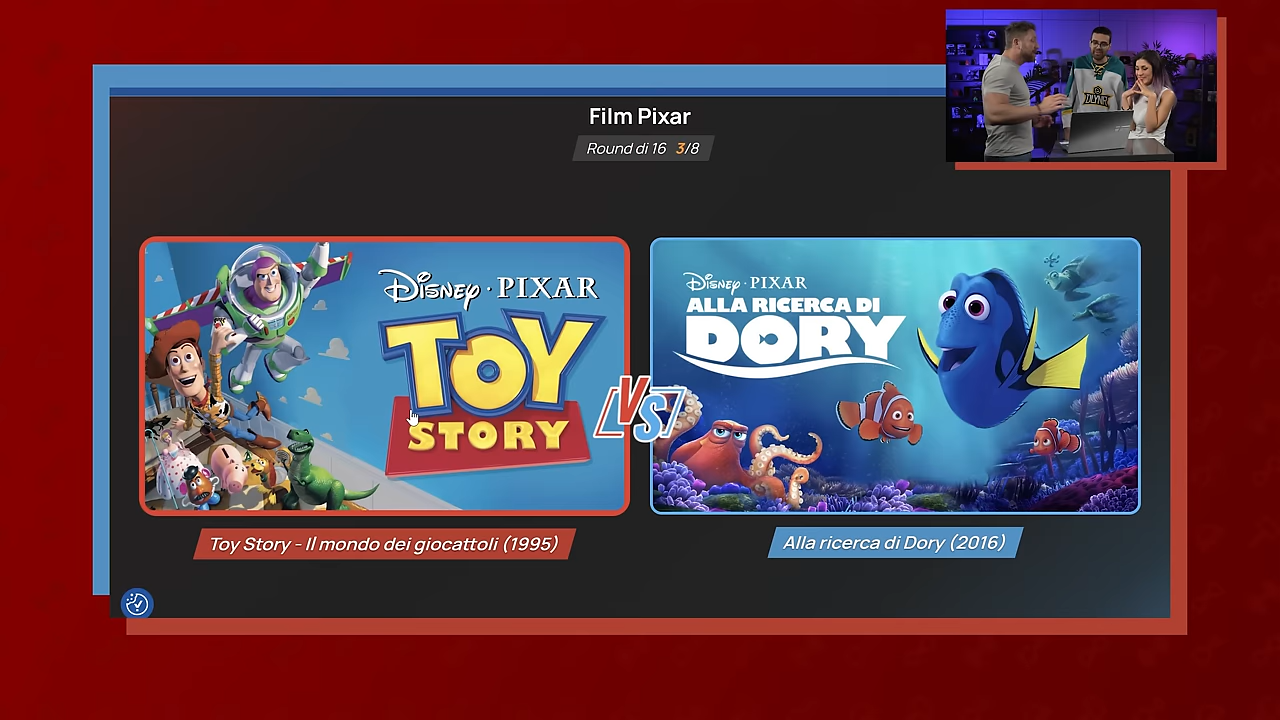 Film Pixar
Round di 16 3/8
Disney · PIXAR
TOY
STORY
VS
Disney · PIXAR
ALLA RICERCA DI
DORY
Toy Story - Il mondo dei giocattoli (1995)
Alla ricerca di Dory (2016)